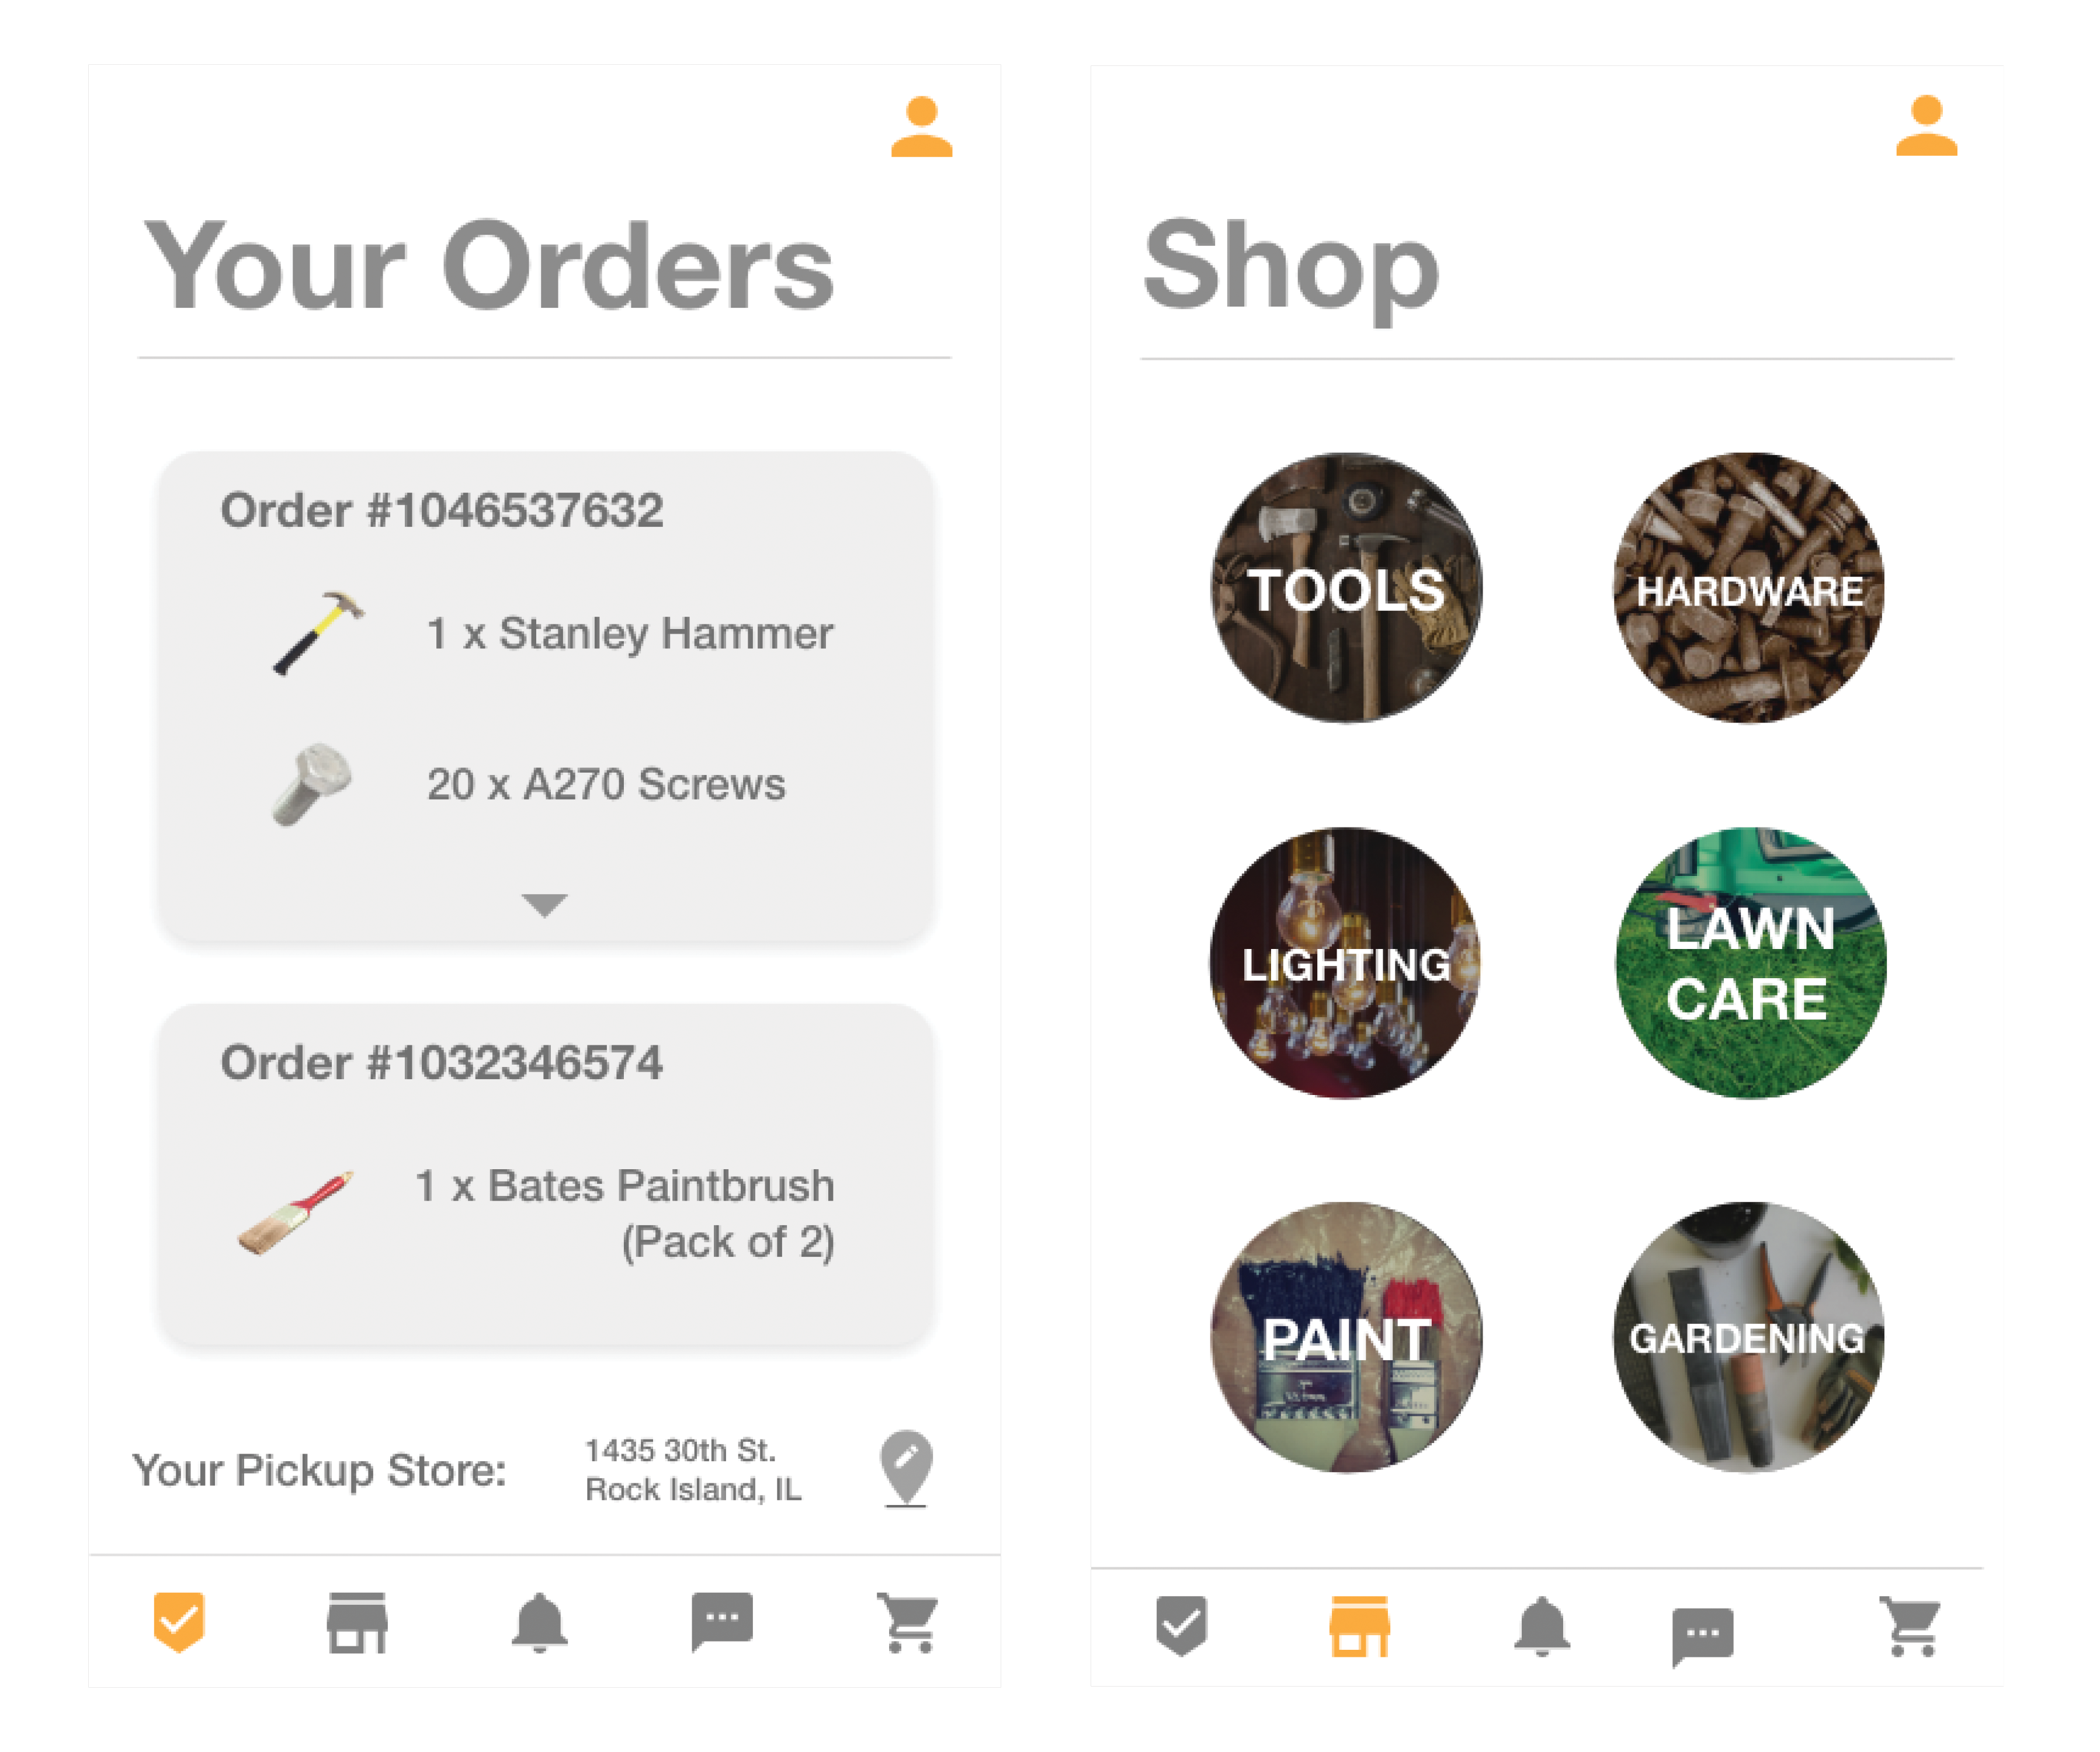 Your Orders
Order #1046537632
1 x Stanley Hammer
20 x A270 Screws
Order #1032346574
1 x Bates Paintbrush
(Pack of 2)
Your Pickup Store:
1435 30th St.
Rock Island, IL
Shop
TOOLS
HARDWARE
LIGHTING
LAWN
CARE
PAINT
GARDENING